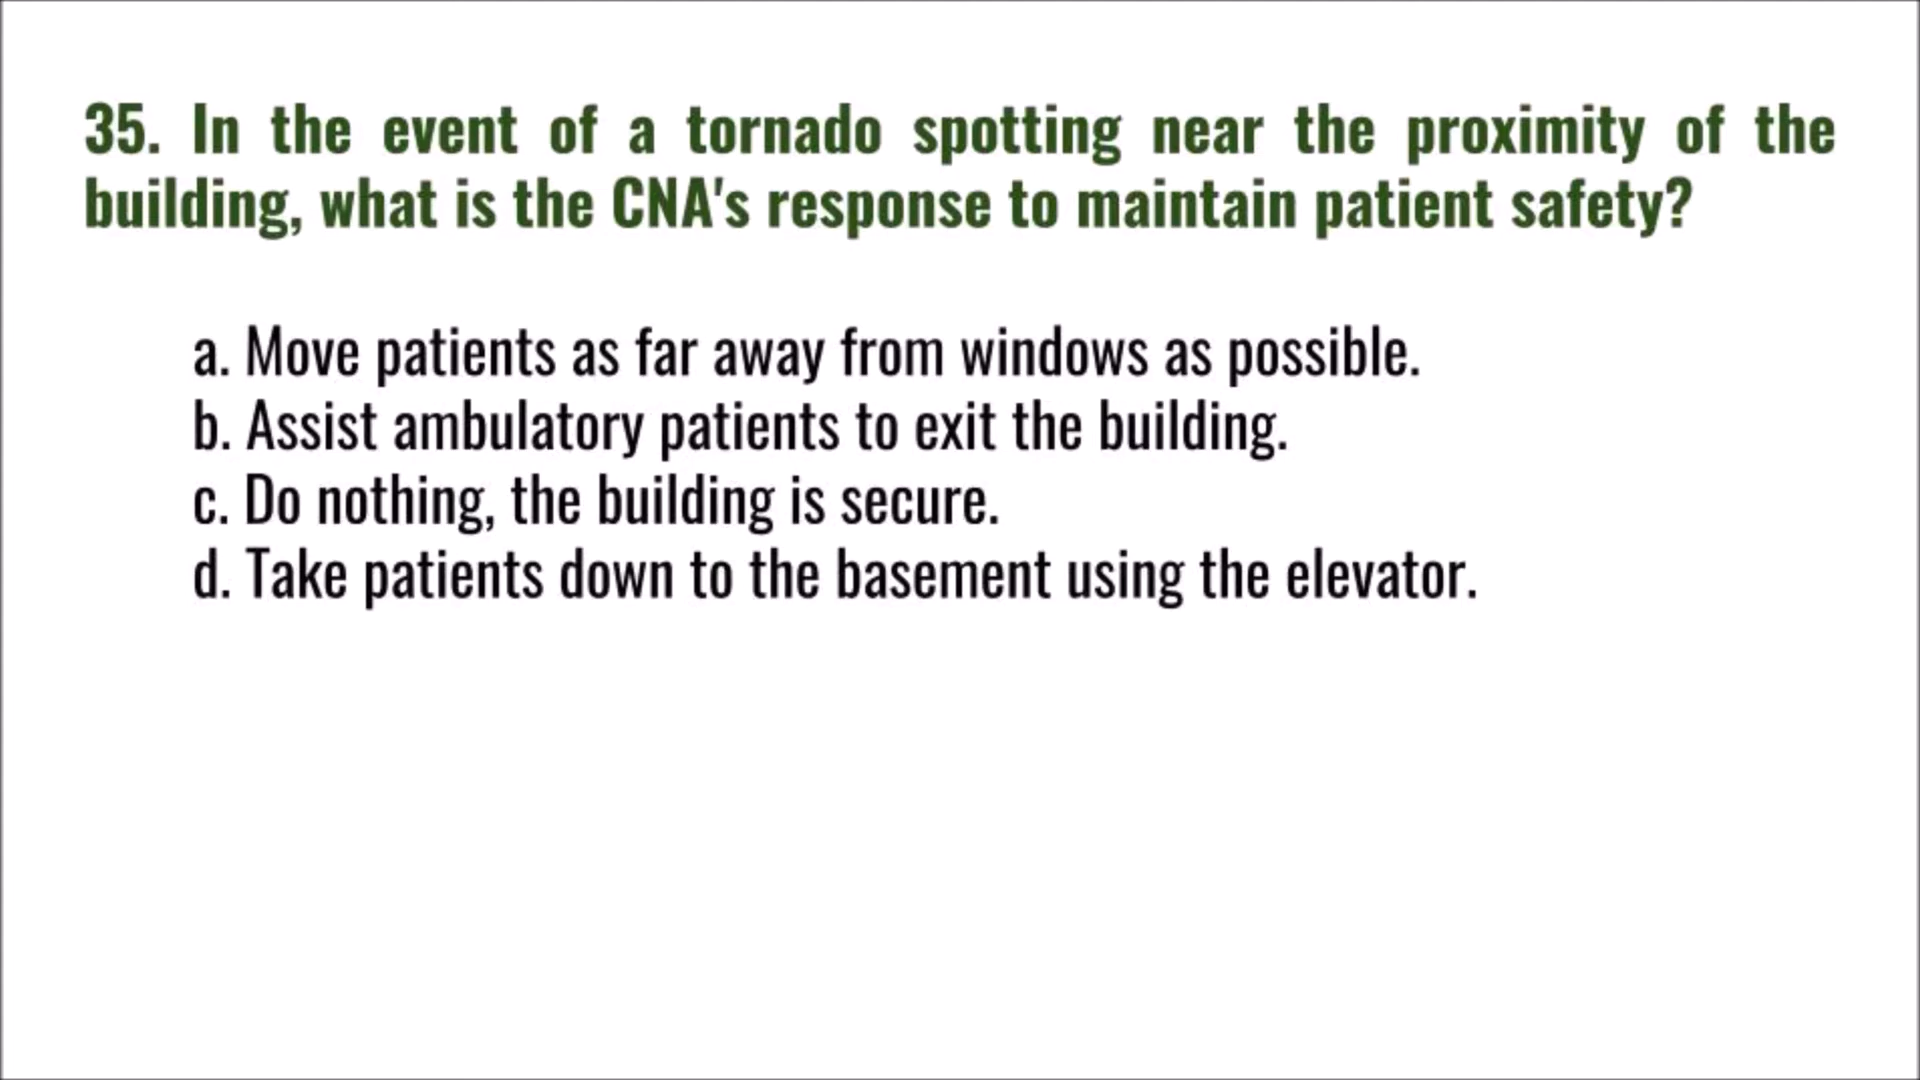 35. In the event of a tornado spotting near the proximity of the
building, what is the CNA's response to maintain patient safety?
a. Move patients as far away from windows as possible.
b. Assist ambulatory patients to exit the building.
c. Do nothing, the building is secure.
d. Take patients down to the basement using the elevator.